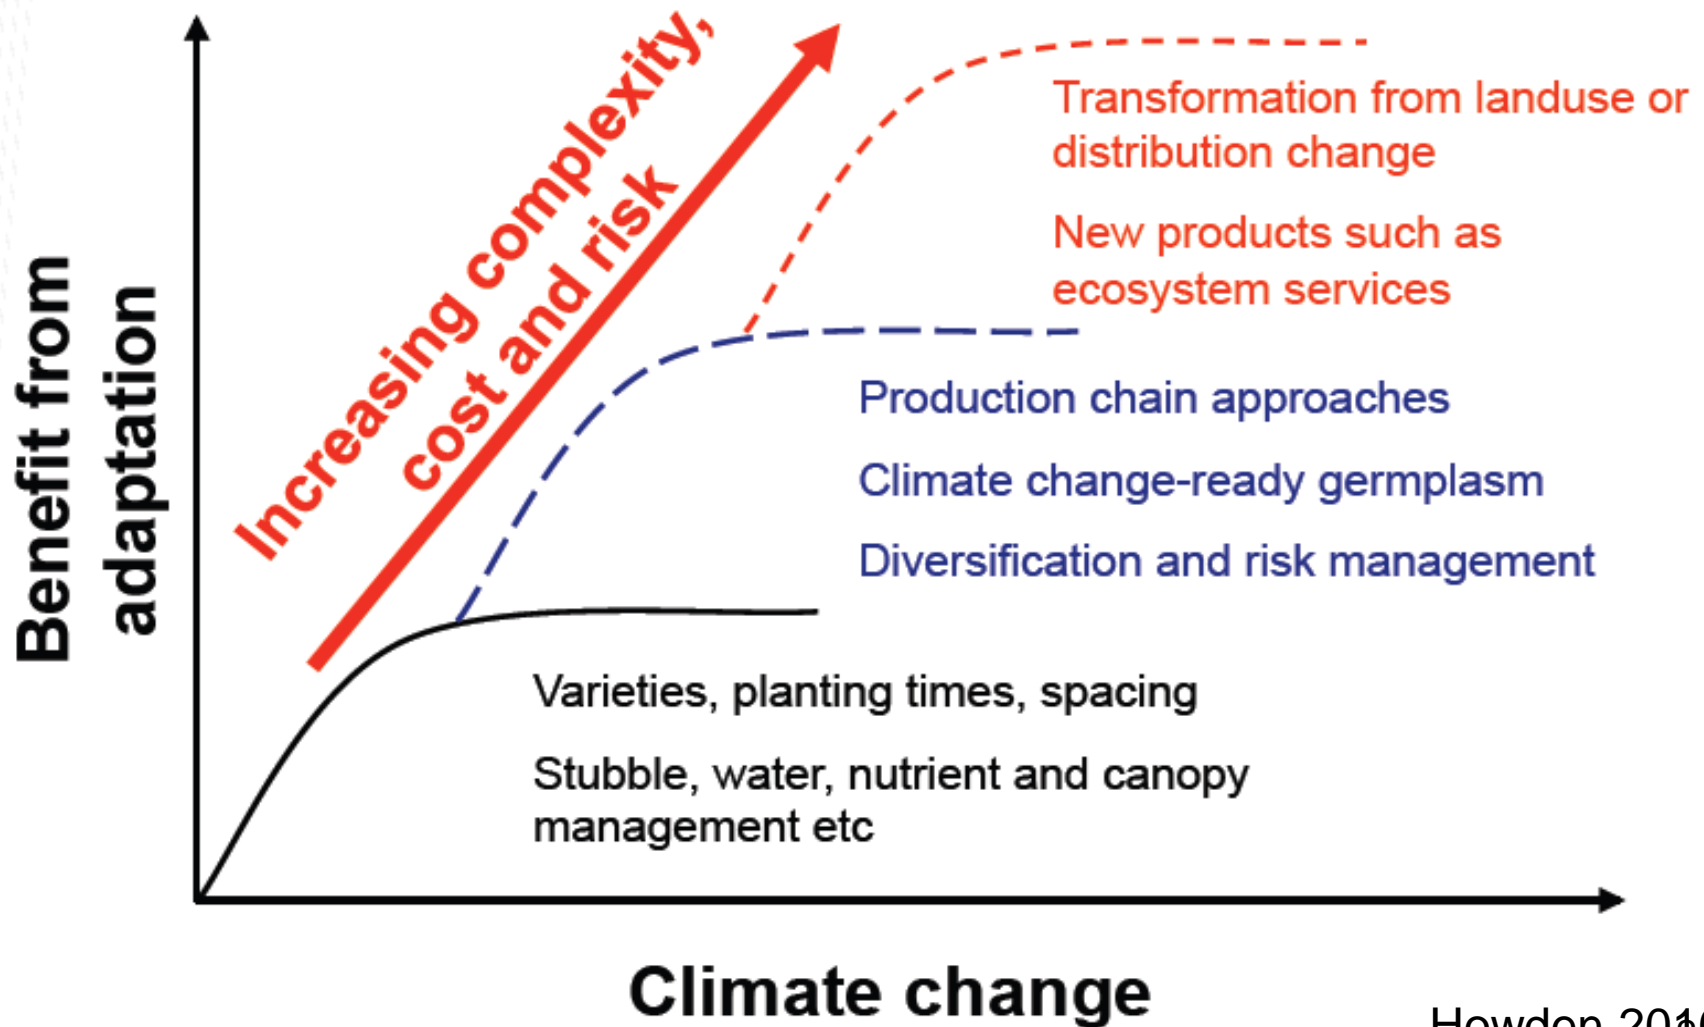 Benefit from
adaptation
Increasing complexity,
cost and risk
Transformation from landuse or
distribution change
New products such as
ecosystem services
Production chain approaches
Climate change-ready germplasm
Diversification and risk management
Varieties, planting times, spacing
Stubble, water, nutrient and canopy
management etc
Climate change
Howden